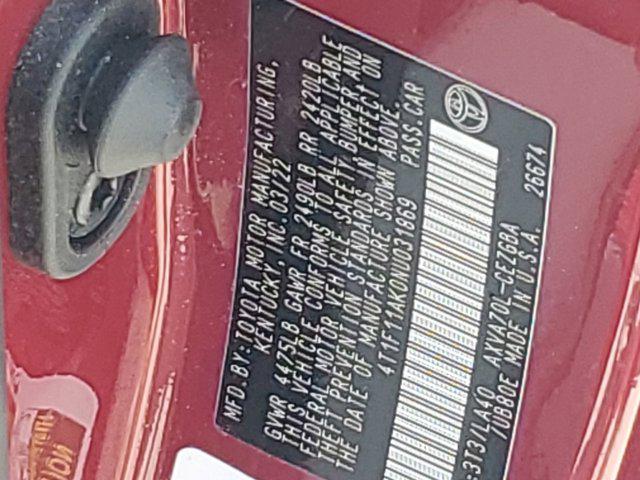 MFD. BY: TOYOTA MOTOR MANUFACTURING,
KENTUCKY, INC. 03/22
GVWR 4475LB GAWR FR 2490LB RR 2420LB
THIS VEHICLE CONFORMS TO ALL APPLICABLE
FEDERAL MOTOR VEHICLE SAFETY, BUMPER AND
THEFT PREVENTION STANDARDS IN EFFECT ON
THE DATE OF MANUFACTURE SHOWN ABOVE.
4T1F11AK0NU031869 PASS. CAR
:3T3/LA40 AXVA70L-CEZGBA
/UBB0E MADE IN U.S.A. 26674